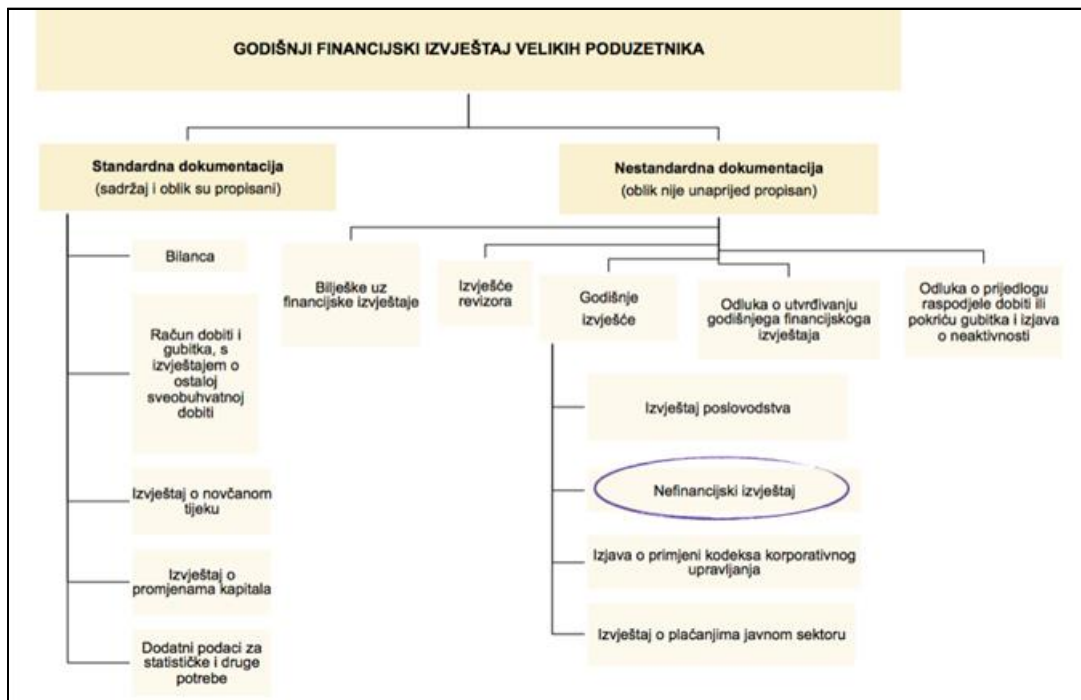 GODIŠNJI FINANCIJSKI IZVJEŠTAJ VELIKIH PODUZETNIKA
Standardna dokumentacija
(sadržaj i oblik su propisani)
Nestandardna dokumentacija
(oblik nije unaprijed propisan)
Bilanca
Račun dobiti i
gubitka, s
izvještajem o
ostaloj
sveobuhvatnoj
dobiti
Izvještaj o novčanom
tijeku
Izvještaj o
promjenama kapitala
Dodatni podaci za
statističke i druge
potrebe
Bilješke uz
financijske izvještaje
Izvješće
revizora
Godišnje
izvješće
Odluka o utvrđivanju
godišnjega financijskoga
izvještaja
Odluka o prijedlogu
raspodjele dobiti ili
pokriću gubitka i izjava
o neaktivnosti
Izvještaj poslovodstva
Nefinancijski izvještaj
Izjava o primjeni kodeksa korporativnog
upravljanja
Izvještaj o plaćanjima javnom sektoru